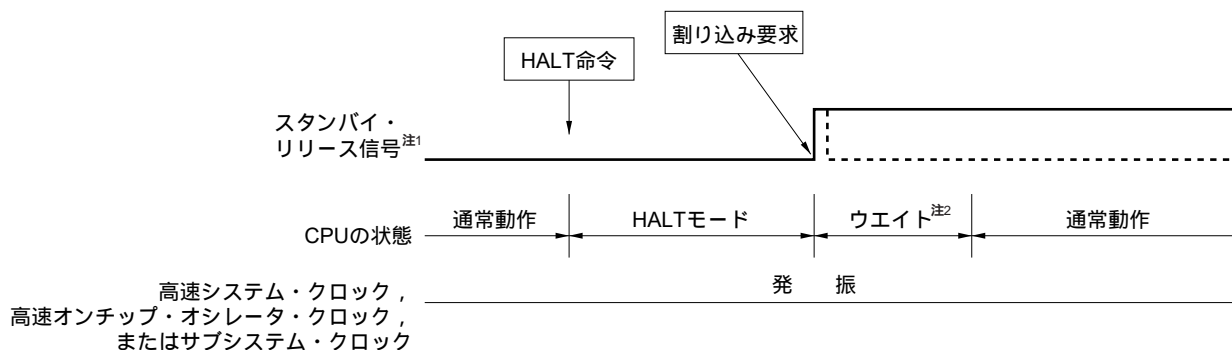 割り込み要求
HALT命令
スタンバイ・
リリース信号注1
通常動作
HALTモード
ウエイト注2
通常動作
CPUの状態
発 振
高速システム・クロック，
高速オンチップ・オシレータ・クロック，
またはサブシステム・クロック